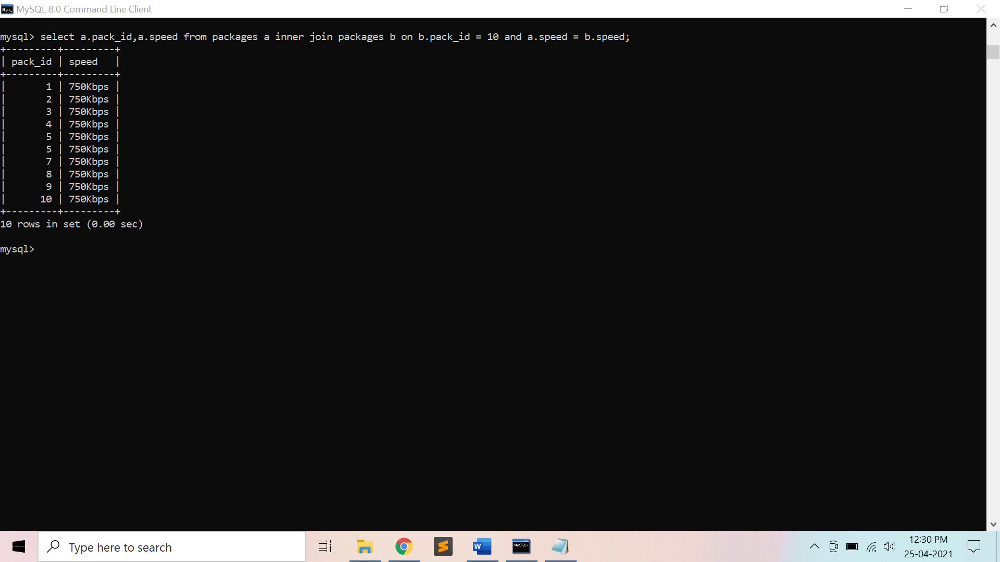 MySQL 8.0 Command Line Client
mysql> select a.pack_id,a.speed from packages a inner join packages b on b.pack_id = 10 and a.speed = b.speed;
+---------+---------+
| pack_id | speed   |
+---------+---------+
|       1 | 750Kbps |
|       2 | 750Kbps |
|       3 | 750Kbps |
|       4 | 750Kbps |
|       5 | 750Kbps |
|       5 | 750Kbps |
|       7 | 750Kbps |
|       8 | 750Kbps |
|       9 | 750Kbps |
|      10 | 750Kbps |
+---------+---------+
10 rows in set (0.00 sec)
mysql>
Type here to search
W
MySQL>
12:30 PM
25-04-2021